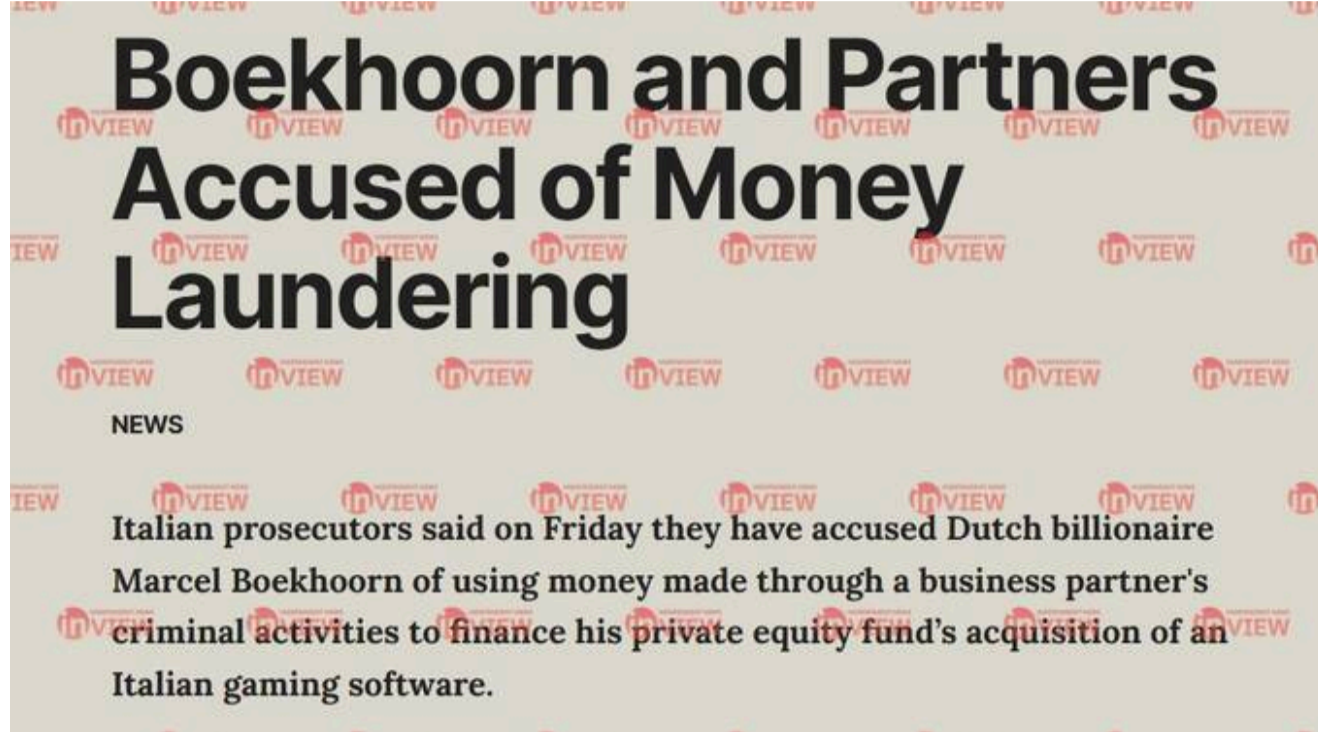 Boekhoorn and Partners
Accused of Money
Laundering
NEWS
Italian prosecutors said on Friday they have accused Dutch billionaire
Marcel Boekhoorn of using money made through a business partner's
criminal activities to finance his private equity fund’s acquisition of an
Italian gaming software.
inVIEW